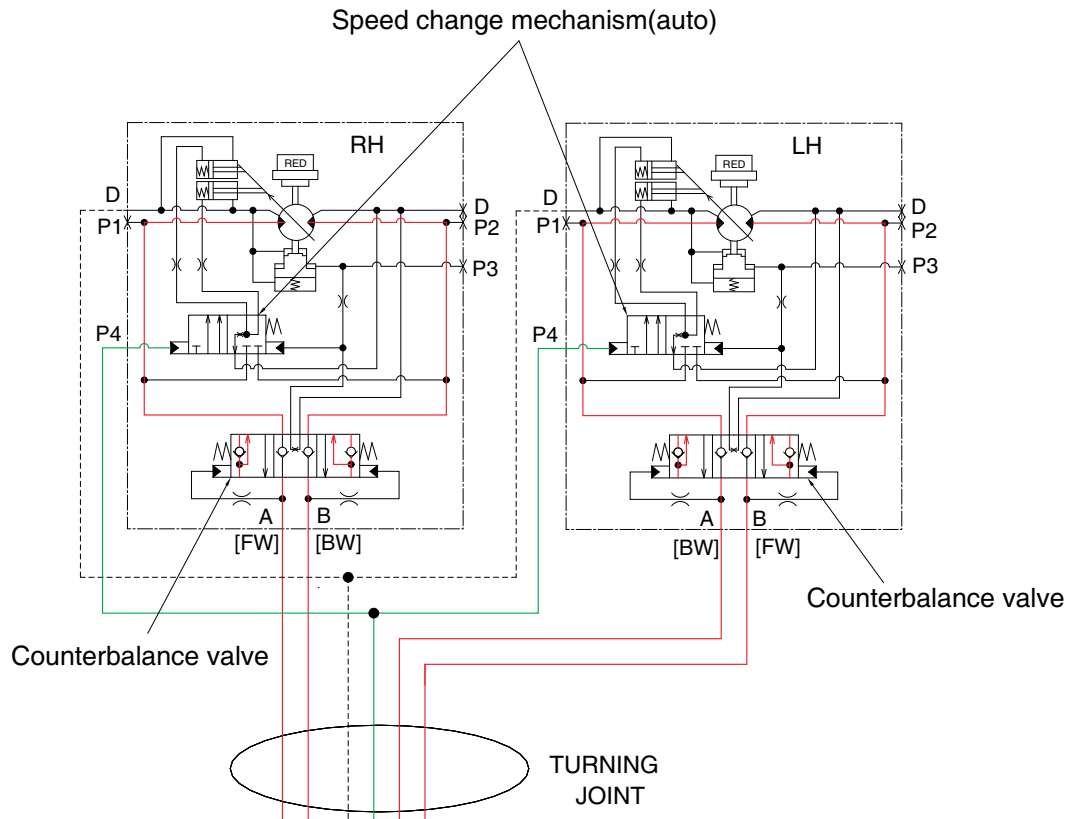 Speed change mechanism(auto)
RH
LH
RED
RED
D
D
P1
P2
P3
P4
D
D
P1
P2
P3
P4
A
B
[FW]
[BW]
A
B
[BW]
[FW]
Counterbalance valve
Counterbalance valve
TURNING
JOINT